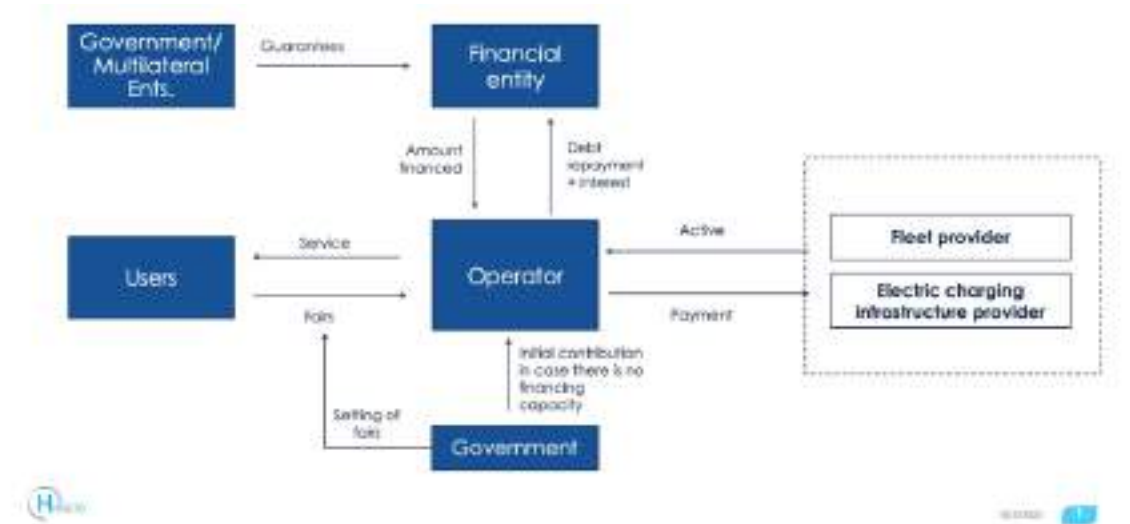 Government/
Multilateral
Ents.
Guarantees
Financial
entity
Amount
financed
Debt
repayment
+ interest
Users
Service
Fairs
Operator
Active
Payment
Fleet provider
Electric charging
infrastructure provider
Initial contribution
in case there is no
financing
capacity
Setting of
fairs
Government
H